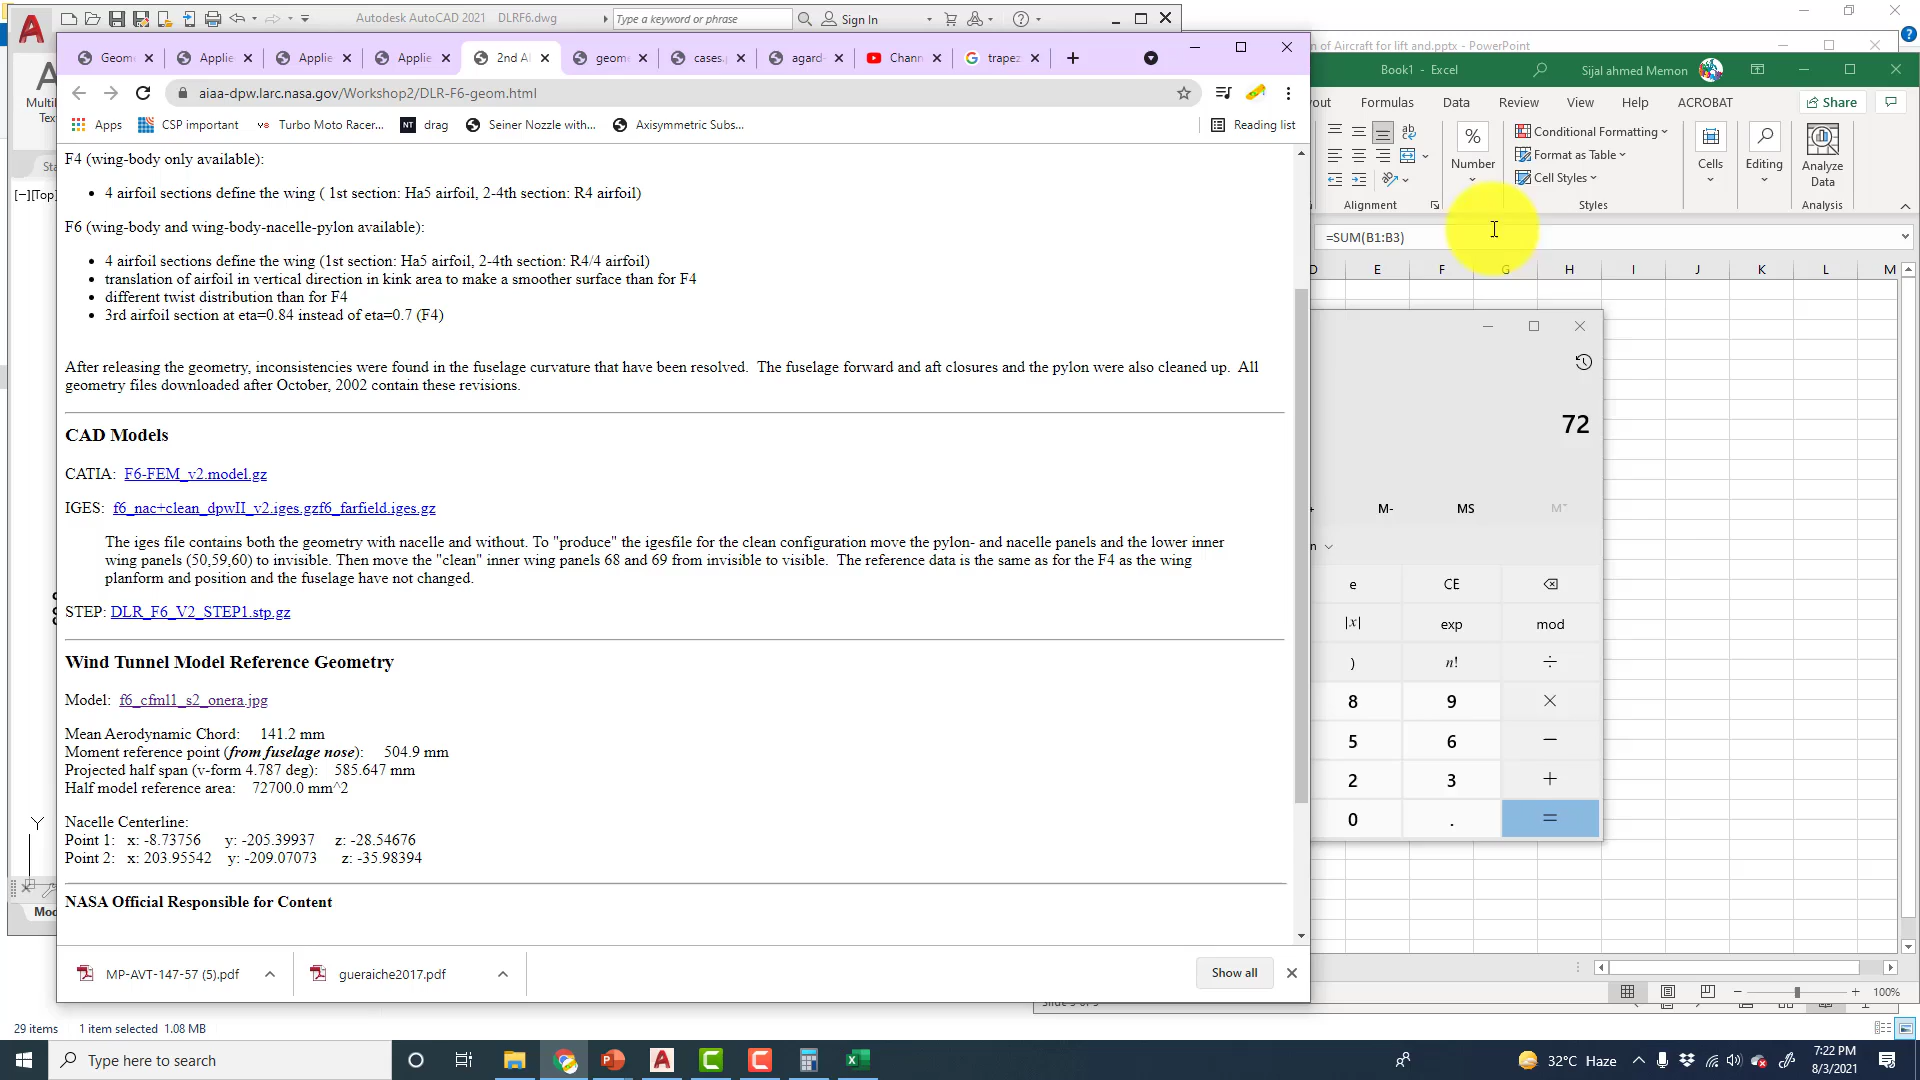 Autodesk AutoCAD 2021 DLRF6.dwg
Type a keyword or phrase
Sign In
n of Aircraft for lift and.pptx - PowerPoint
Geom
Applie
Applie
Applie
2nd A
geome
cases.
agard-
Chann
trapez
Book1 - Excel
Sijal ahmed Memon
aiaa-dpw.larc.nasa.gov/Workshop2/DLR-F6-geom.html
Apps
CSP important
Turbo Moto Racer...
drag
Seiner Nozzle with...
Axisymmetric Subs...
Reading list
Formulas
Data
Review
View
Help
ACROBAT
Share
Number
Conditional Formatting
Format as Table
Cell Styles
Cells
Editing
Analyze
Data
Alignment
Styles
Analysis
[−][Top]
=SUM(B1:B3)
D E F G H I J K L M
F4 (wing-body only available):
• 4 airfoil sections define the wing ( 1st section: Ha5 airfoil, 2-4th section: R4 airfoil)
F6 (wing-body and wing-body-nacelle-pylon available):
• 4 airfoil sections define the wing (1st section: Ha5 airfoil, 2-4th section: R4/4 airfoil)
• translation of airfoil in vertical direction in kink area to make a smoother surface than for F4
• different twist distribution than for F4
• 3rd airfoil section at eta=0.84 instead of eta=0.7 (F4)
After releasing the geometry, inconsistencies were found in the fuselage curvature that have been resolved. The fuselage forward and aft closures and the pylon were also cleaned up. All
geometry files downloaded after October, 2002 contain these revisions.
CAD Models
CATIA: F6-FEM_v2.model.gz
IGES: f6_nac+clean_dpwII_v2.iges.gzf6_farfield.iges.gz
The iges file contains both the geometry with nacelle and without. To "produce" the igesfile for the clean configuration move the pylon- and nacelle panels and the lower inner
wing panels (50,59,60) to invisible. Then move the "clean" inner wing panels 68 and 69 from invisible to visible. The reference data is the same as for the F4 as the wing
planform and position and the fuselage have not changed.
STEP: DLR_F6_V2_STEP1.stp.gz
Wind Tunnel Model Reference Geometry
Model: f6_cfml1_s2_onera.jpg
Mean Aerodynamic Chord: 141.2 mm
Moment reference point (from fuselage nose): 504.9 mm
Projected half span (v-form 4.787 deg): 585.647 mm
Half model reference area: 72700.0 mm^2
Nacelle Centerline:
Point 1: x: -8.73756 y: -205.39937 z: -28.54676
Point 2: x: 203.95542 y: -209.07073 z: -35.98394
NASA Official Responsible for Content
72
M- MS M
e CE
|x| exp mod
) n! ÷
8 9 ×
5 6 −
2 3 +
0 . =
Y
MP-AVT-147-57 (5).pdf
gueraiche2017.pdf
Show all
100%
29 items 1 item selected 1.08 MB
Type here to search
32°C Haze
7:22 PM
8/3/2021